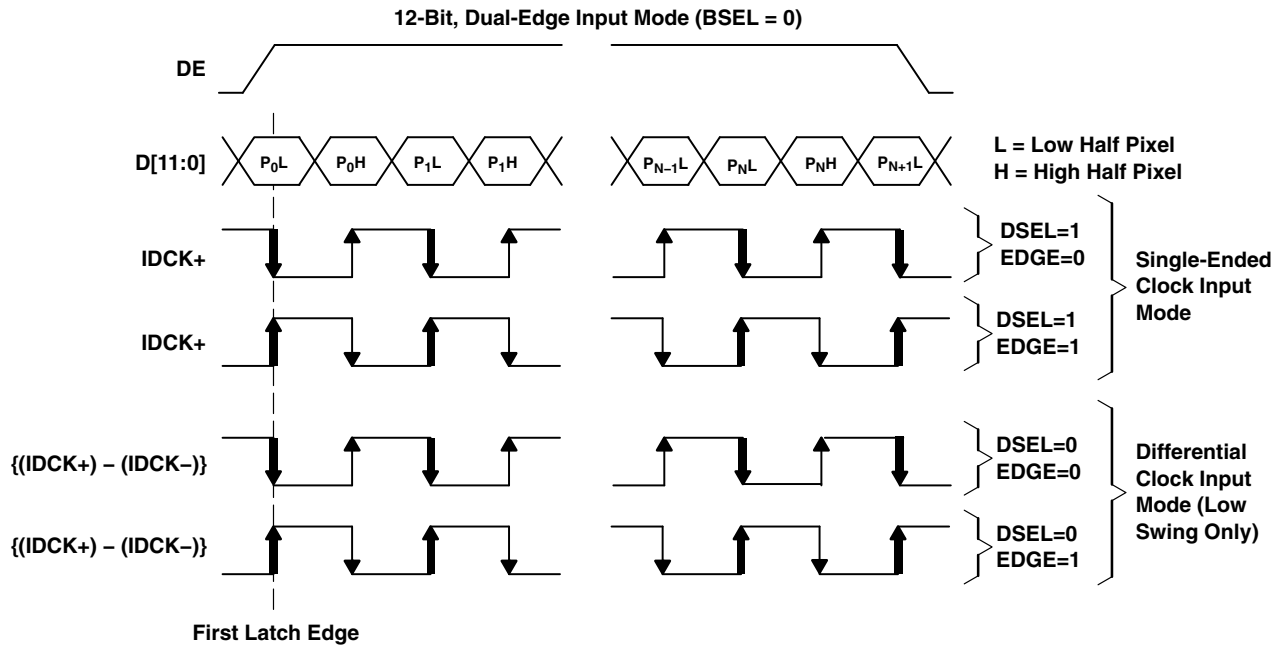 12-Bit, Dual-Edge Input Mode (BSEL = 0)
DE
D[11:0]
P0L
P0H
P1L
P1H
PN−1L
PNL
PNH
PN+1L
L = Low Half Pixel
H = High Half Pixel
IDCK+
DSEL=1
EDGE=0
IDCK+
DSEL=1
EDGE=1
Single-Ended
Clock Input
Mode
{(IDCK+) − (IDCK−)}
DSEL=0
EDGE=0
{(IDCK+) − (IDCK−)}
DSEL=0
EDGE=1
Differential
Clock Input
Mode (Low
Swing Only)
First Latch Edge